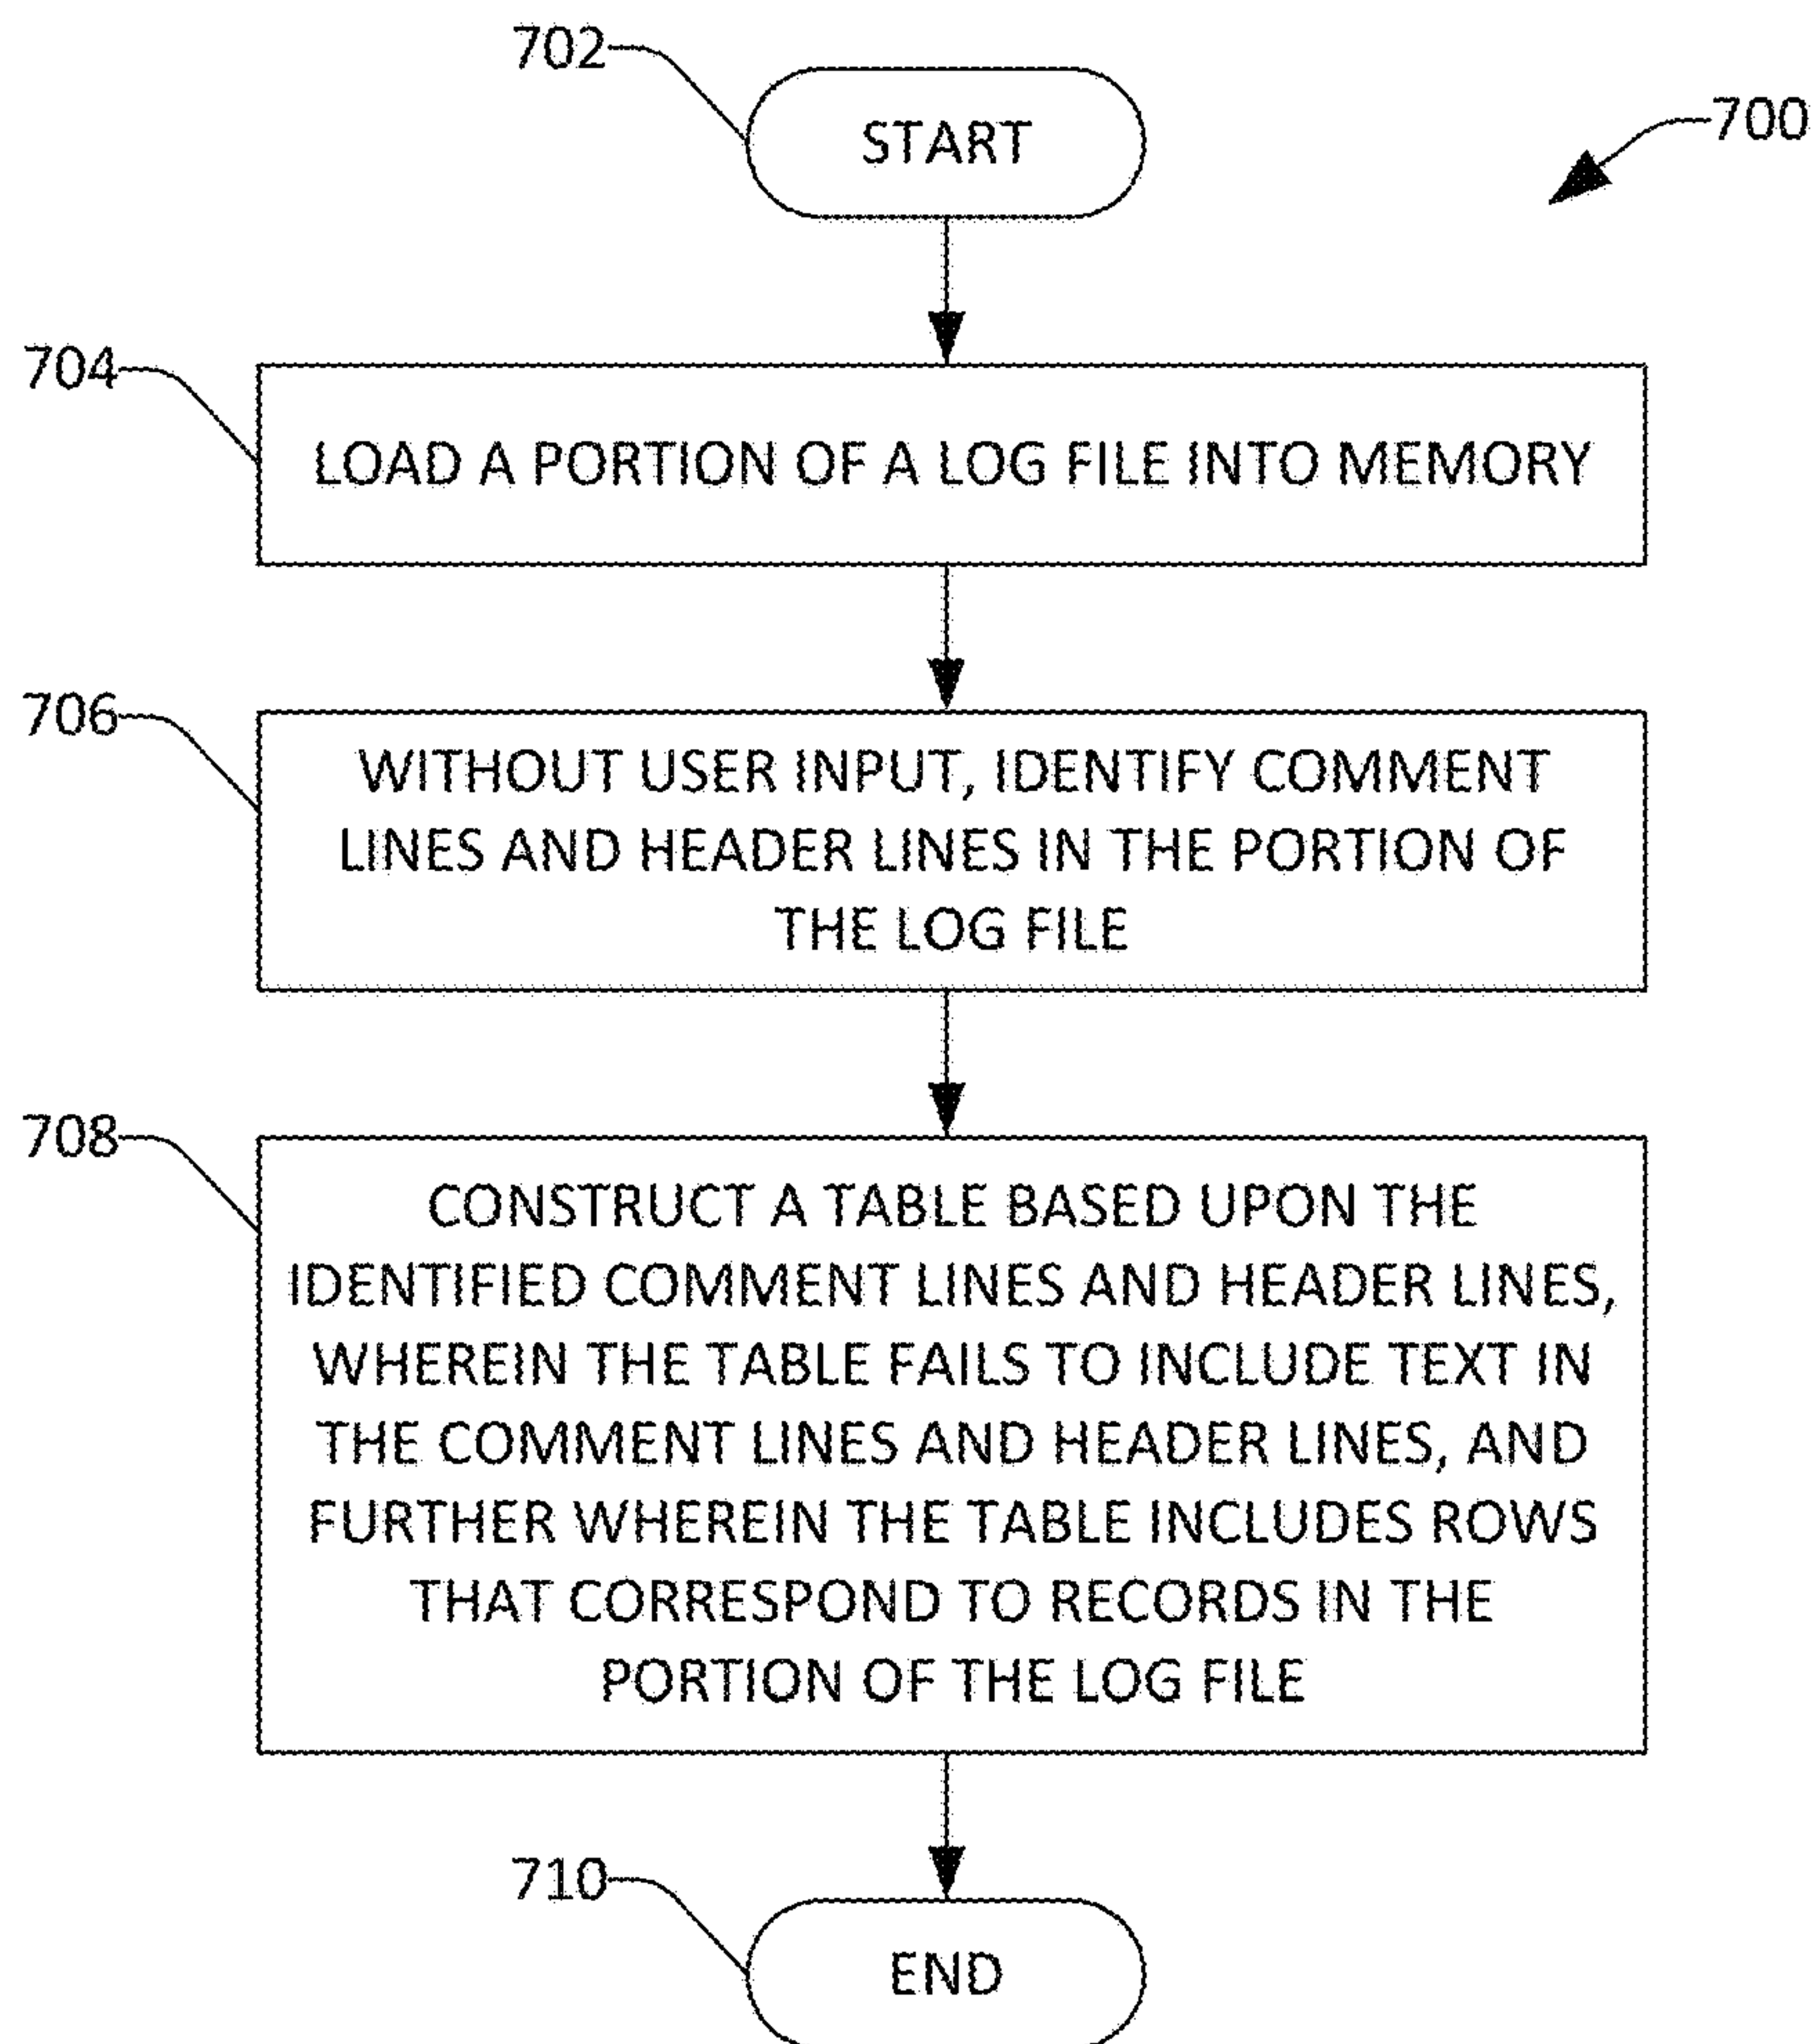 702
START
700
704
LOAD A PORTION OF A LOG FILE INTO MEMORY
706
WITHOUT USER INPUT, IDENTIFY COMMENT
LINES AND HEADER LINES IN THE PORTION OF
THE LOG FILE
708
CONSTRUCT A TABLE BASED UPON THE
IDENTIFIED COMMENT LINES AND HEADER LINES,
WHEREIN THE TABLE FAILS TO INCLUDE TEXT IN
THE COMMENT LINES AND HEADER LINES, AND
FURTHER WHEREIN THE TABLE INCLUDES ROWS
THAT CORRESPOND TO RECORDS IN THE
PORTION OF THE LOG FILE
710
END